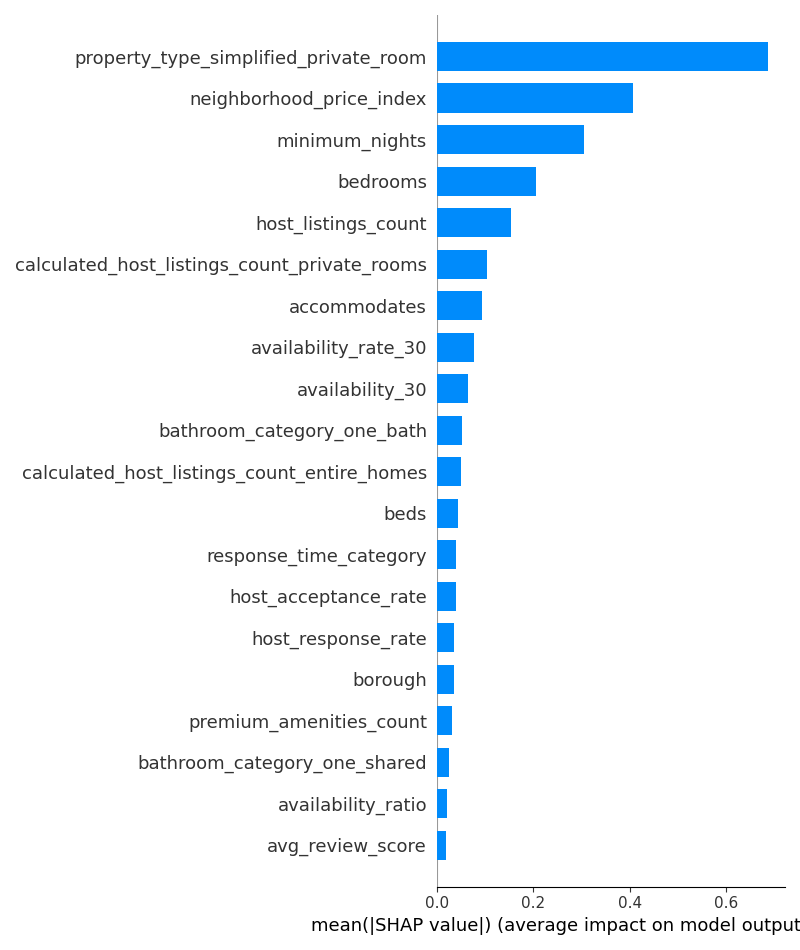 property_type_simplified_private_room
neighborhood_price_index
minimum_nights
bedrooms
host_listings_count
calculated_host_listings_count_private_rooms
accommodates
availability_rate_30
availability_30
bathroom_category_one_bath
calculated_host_listings_count_entire_homes
beds
response_time_category
host_acceptance_rate
host_response_rate
borough
premium_amenities_count
bathroom_category_one_shared
availability_ratio
avg_review_score
0.0 0.2 0.4 0.6
mean(|SHAP value|) (average impact on model output